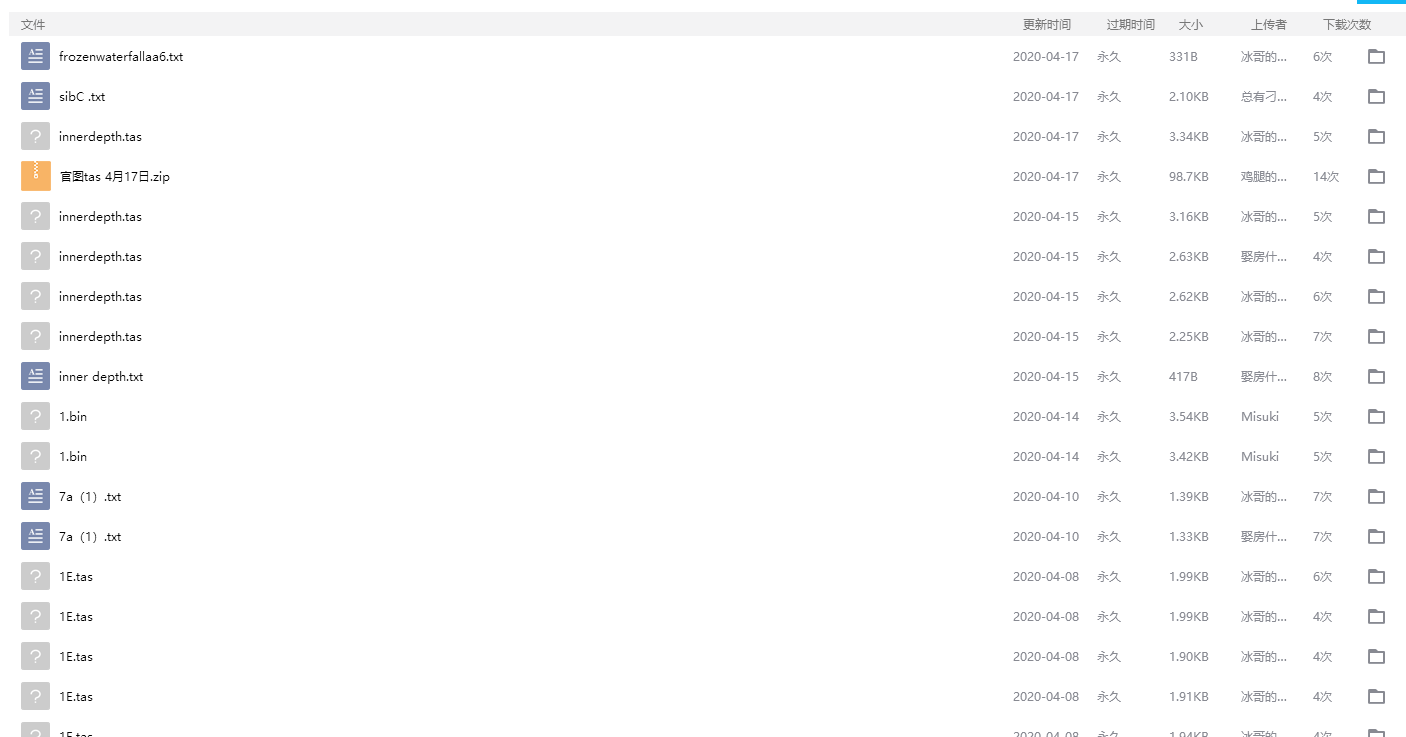 文件 更新时间 过期时间 大小 上传者 下载次数
frozenwaterfallaa6.txt 2020-04-17 永久 331B 冰哥的... 6次
sibC .txt 2020-04-17 永久 2.10KB 总有刁... 4次
innerdepth.tas 2020-04-17 永久 3.34KB 冰哥的... 5次
官图tas 4月17日.zip 2020-04-17 永久 98.7KB 鸡腿的... 14次
innerdepth.tas 2020-04-15 永久 3.16KB 冰哥的... 5次
innerdepth.tas 2020-04-15 永久 2.63KB 娶房什... 4次
innerdepth.tas 2020-04-15 永久 2.62KB 冰哥的... 6次
innerdepth.tas 2020-04-15 永久 2.25KB 冰哥的... 7次
inner depth.txt 2020-04-15 永久 417B 娶房什... 8次
1.bin 2020-04-14 永久 3.54KB Misuki 5次
1.bin 2020-04-14 永久 3.42KB Misuki 5次
7a（1）.txt 2020-04-10 永久 1.39KB 冰哥的... 7次
7a（1）.txt 2020-04-10 永久 1.33KB 娶房什... 7次
1E.tas 2020-04-08 永久 1.99KB 冰哥的... 6次
1E.tas 2020-04-08 永久 1.99KB 冰哥的... 4次
1E.tas 2020-04-08 永久 1.90KB 冰哥的... 4次
1E.tas 2020-04-08 永久 1.91KB 冰哥的... 4次
1E.tas 2020-04-08 永久 1.94KB 冰哥的... 4次